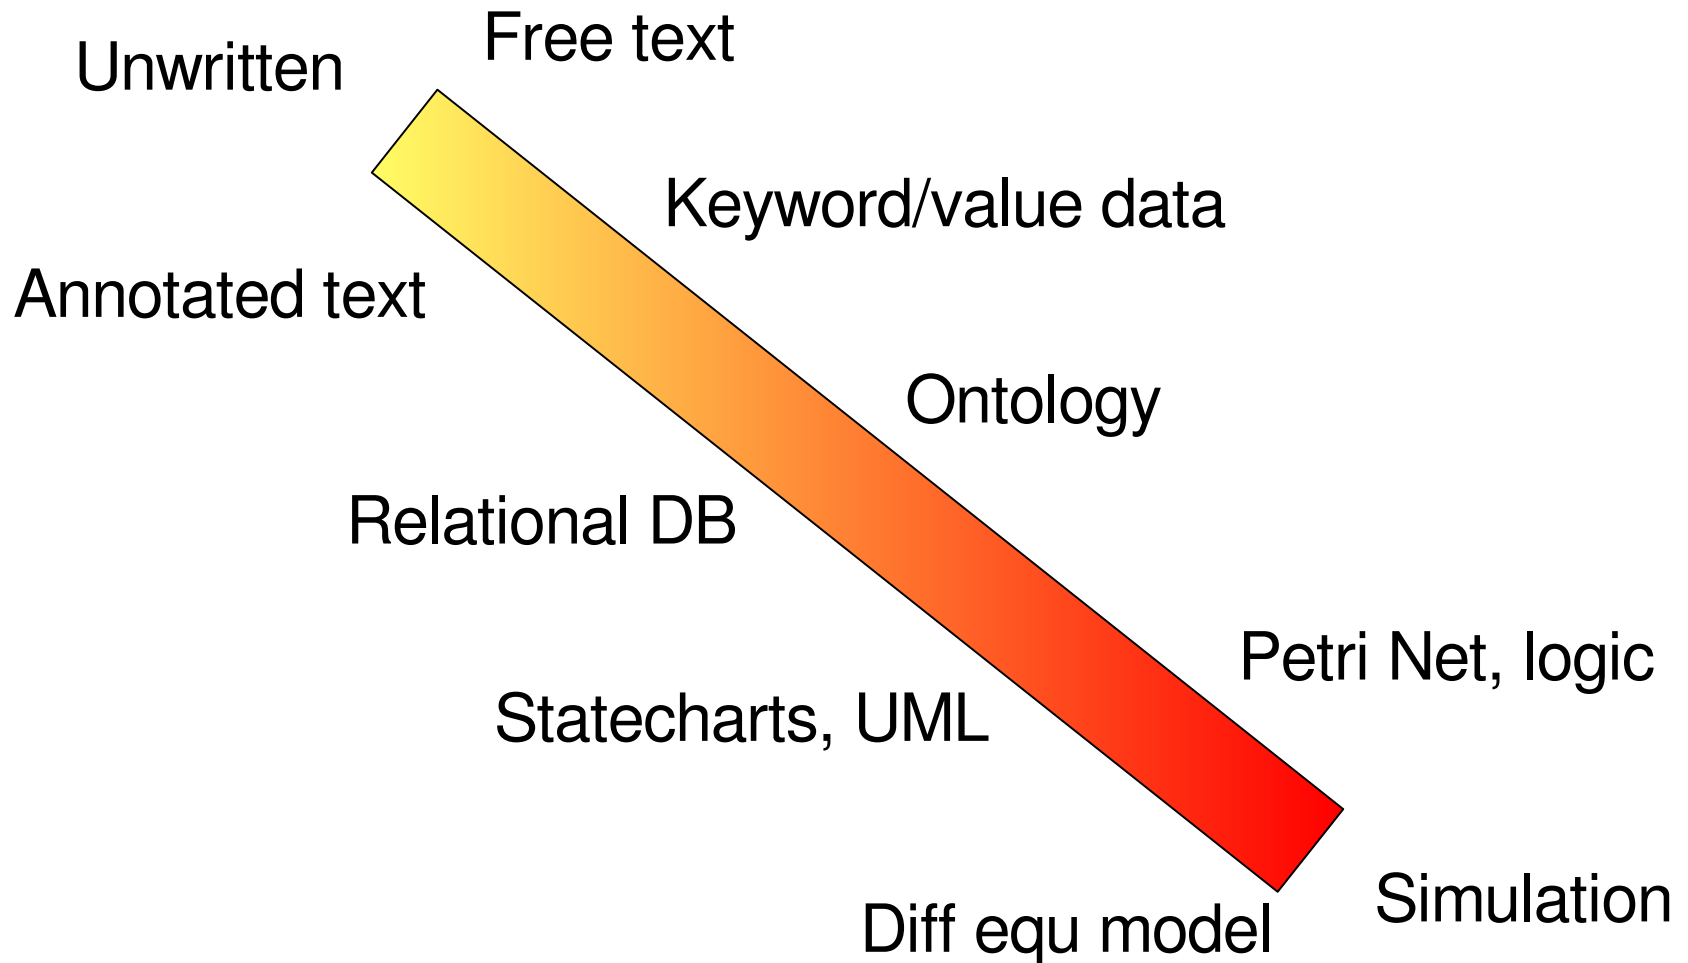 Free text
Unwritten
Keyword/value data
Annotated text
Ontology
Relational DB
Petri Net, logic
Statecharts, UML
Simulation
Diff equ model